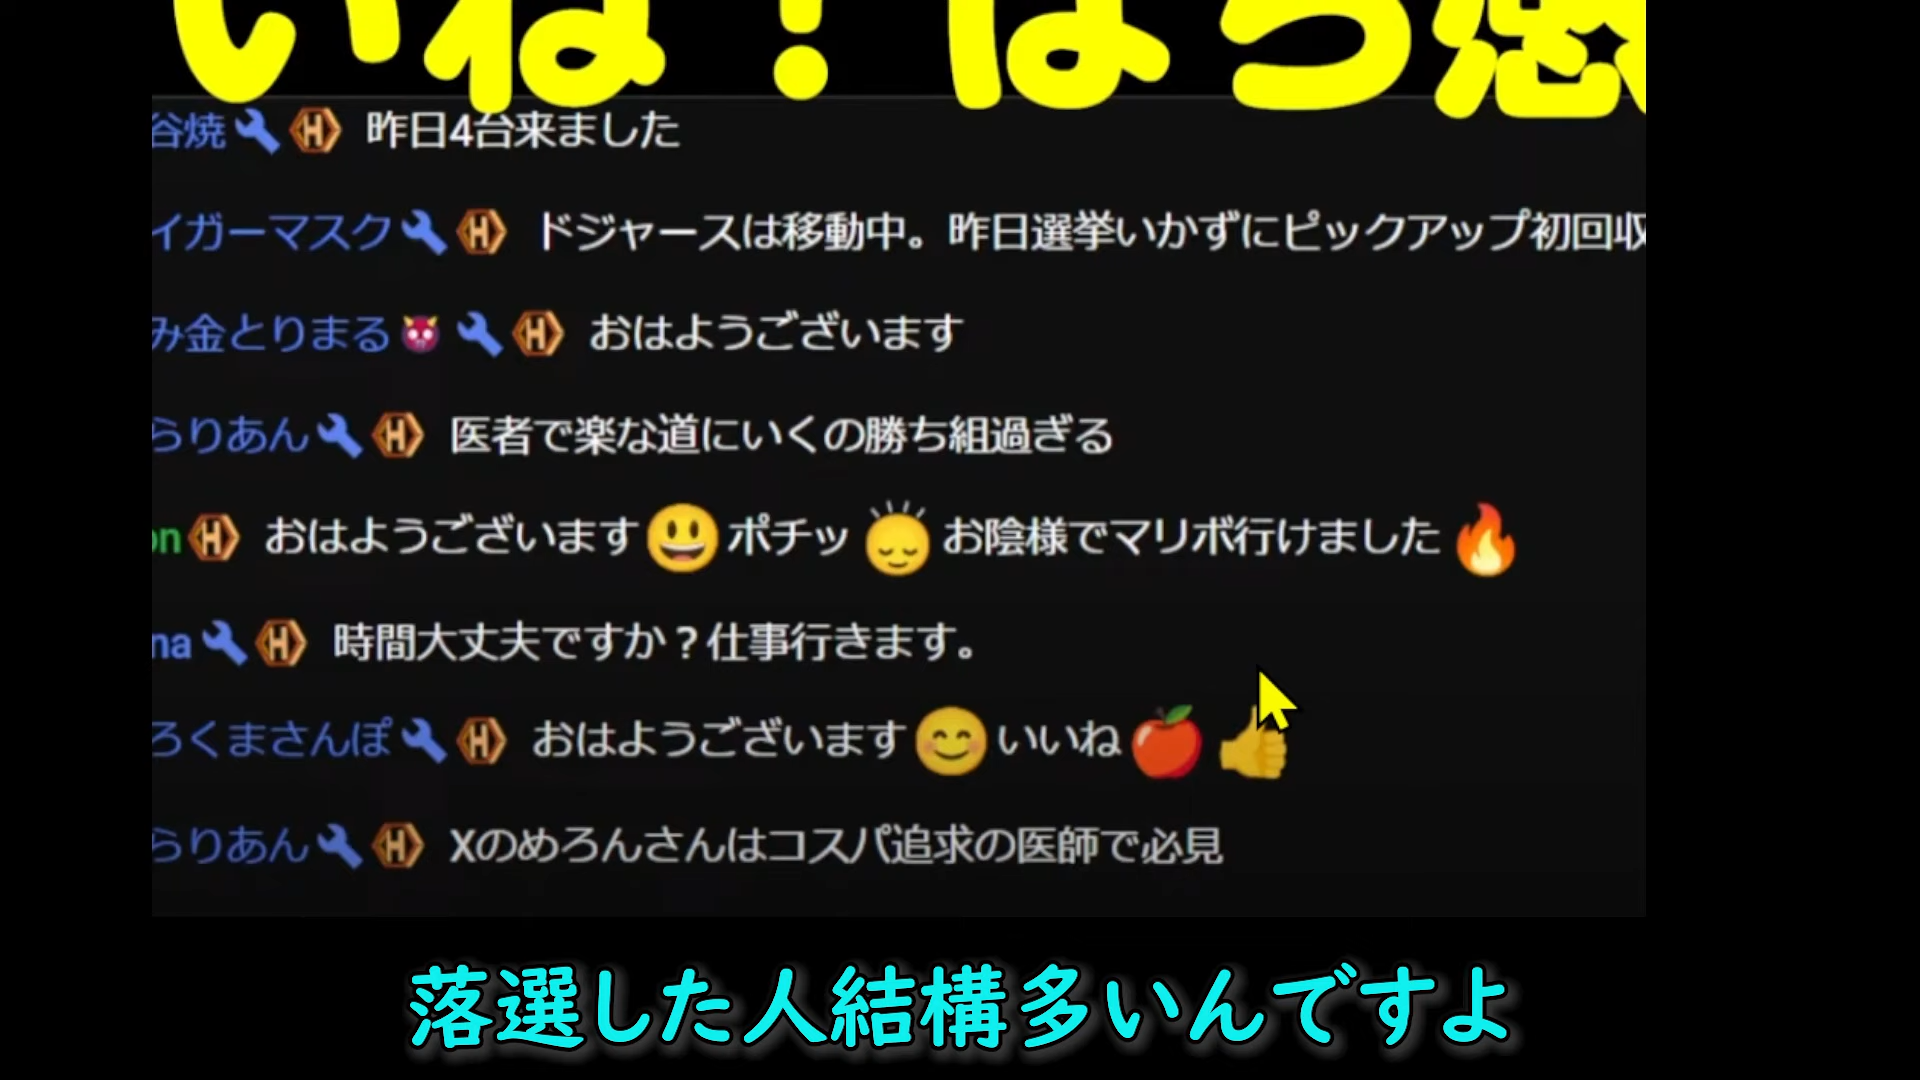 いね！はち感
谷焼 昨日4台来ました
イガーマスク ドジャースは移動中。昨日選挙いかずにピックアップ初回収
み金とりまる👹 おはようございます
らりあん 医者で楽な道にいくの勝ち組過ぎる
on おはようございます😃ポチッ🙂‍↕️お陰様でマリボ行けました🔥
na 時間大丈夫ですか？仕事行きます。
ろくまさんぽ おはようございます😊いいね🍎👍
らりあん Xのめろんさんはコスパ追求の医師で必見
落選した人結構多いんですよ